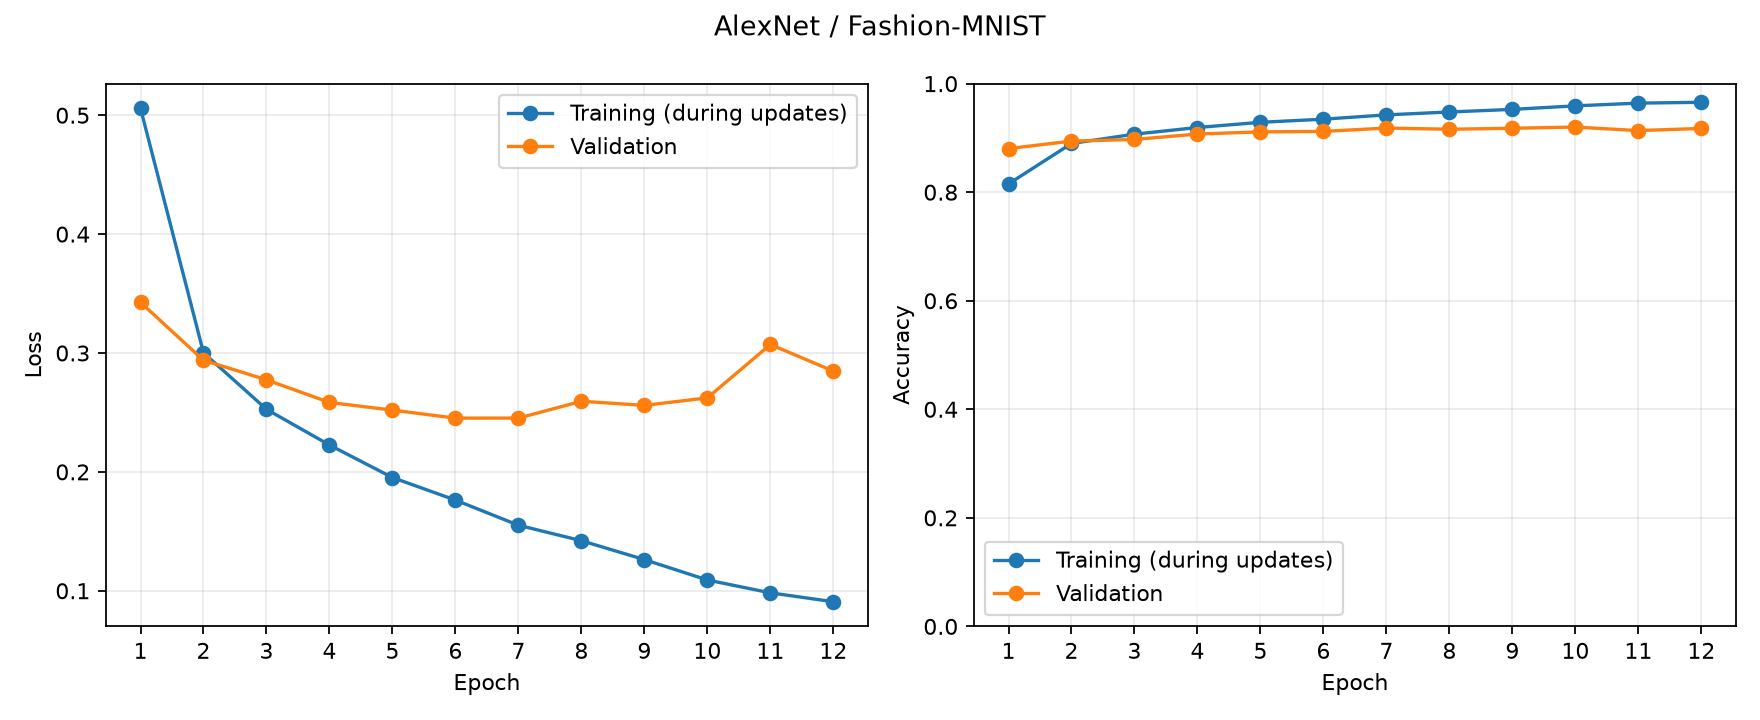 AlexNet / Fashion-MNIST
Training (during updates)
Validation
0.5
0.4
0.3
0.2
0.1
Loss
1 2 3 4 5 6 7 8 9 10 11 12
Epoch
1.0
0.8
0.6
0.4
0.2
0.0
Accuracy
Training (during updates)
Validation
1 2 3 4 5 6 7 8 9 10 11 12
Epoch